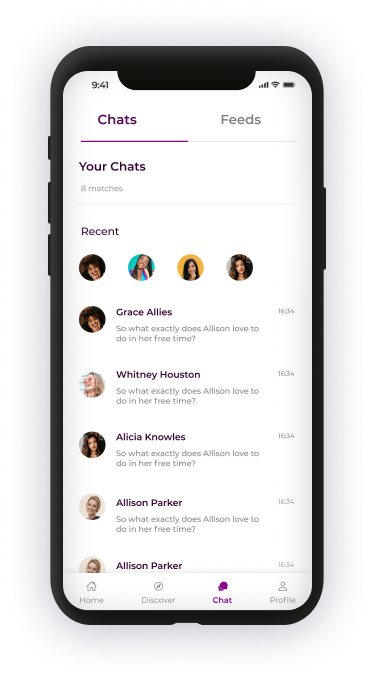 9:41
Chats Feeds
Your Chats
8 matches
Recent
Grace Allies 16:34
So what exactly does Allison love to
do in her free time?
Whitney Houston 16:34
So what exactly does Allison love to
do in her free time?
Alicia Knowles 16:34
So what exactly does Allison love to
do in her free time?
Allison Parker 16:34
So what exactly does Allison love to
do in her free time?
Allison Parker 16:34
Home Discover Chat Profile